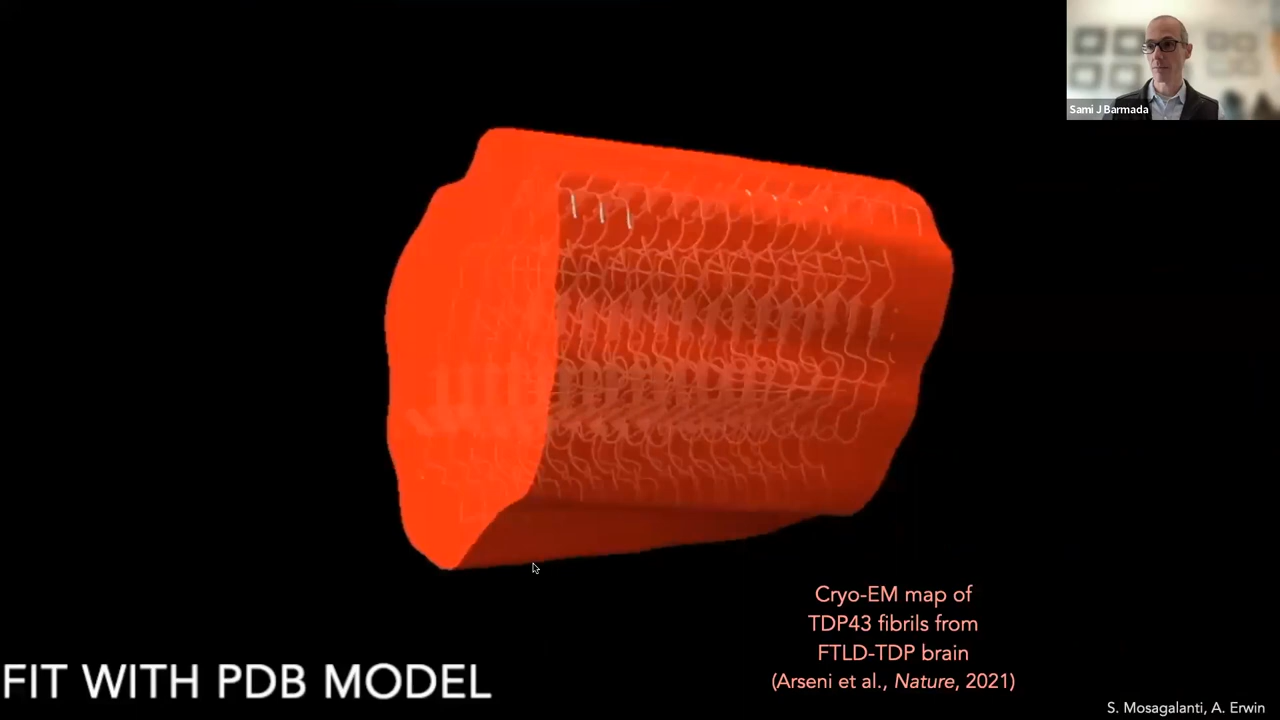 Sami J Barmada
Cryo-EM map of
TDP43 fibrils from
FTLD-TDP brain
(Arseni et al., Nature, 2021)
FIT WITH PDB MODEL
S. Mosagalanti, A. Erwin